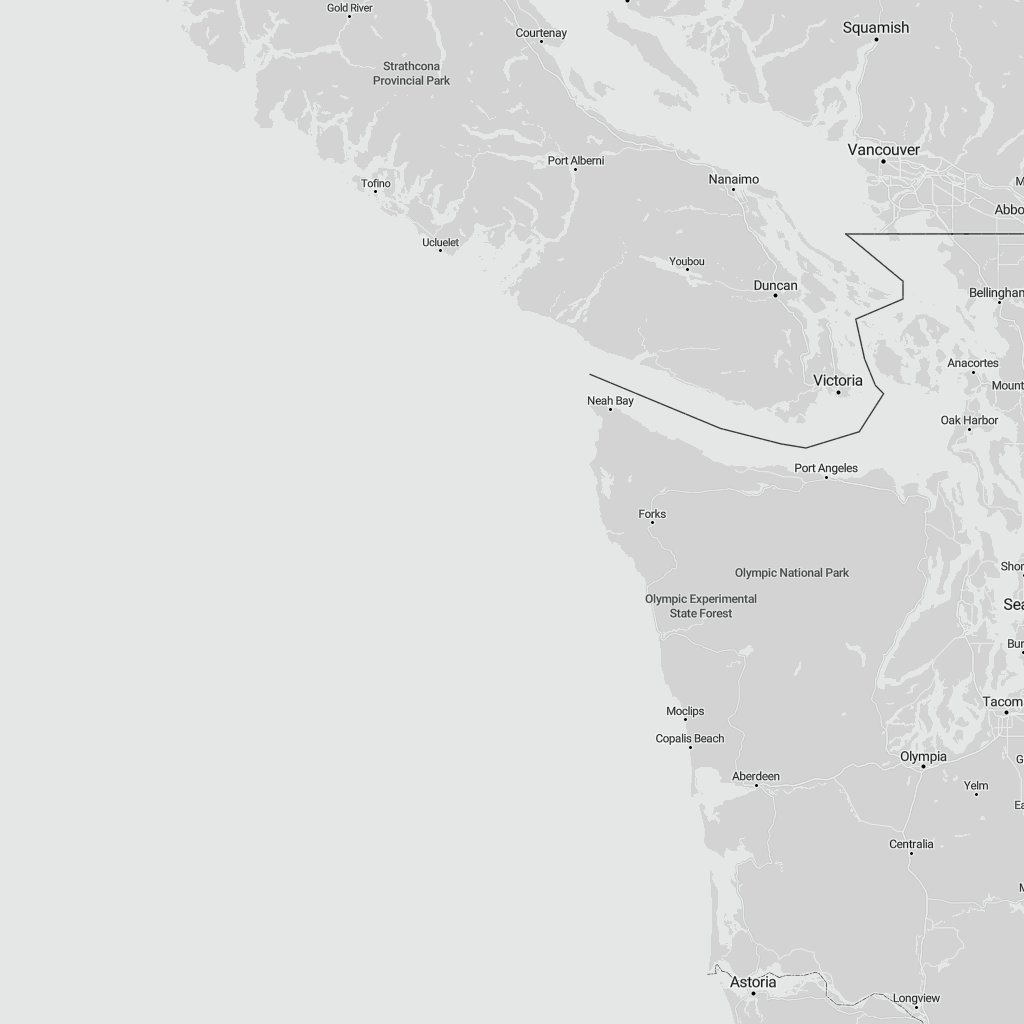 Gold River
Squamish
Courtenay
Strathcona
Provincial Park
Vancouver
Port Alberni
Nanaimo
Tofino
M
Abbo
Ucluelet
Youbou
Duncan
Bellingham
Anacortes
Victoria
Mount
Neah Bay
Oak Harbor
Port Angeles
Forks
Shor
Olympic National Park
Olympic Experimental
State Forest
Sea
Bur
Tacom
Moclips
Copalis Beach
Olympia
G
Aberdeen
Yelm
Ea
Centralia
M
Astoria
Longview